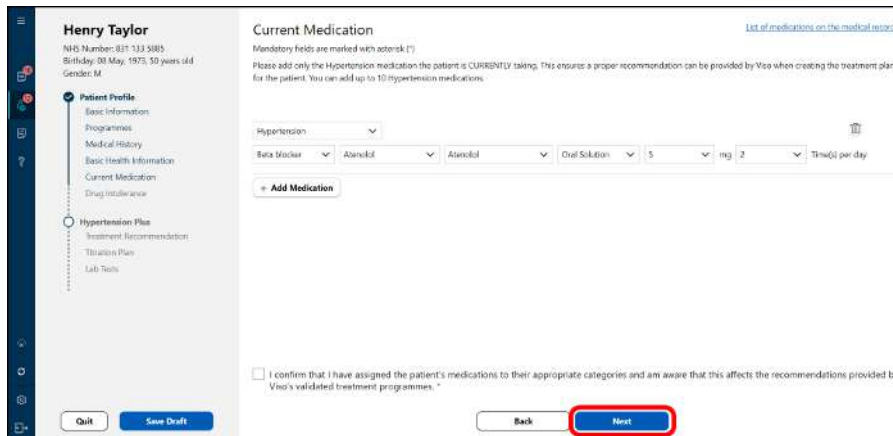 Henry Taylor
NHS Number: 831 133 5885
Birthday: 08 May, 1973, 50 years old
Gender: M
Patient Profile
Basic Information
Programmes
Medical History
Basic Health Information
Current Medication
Drug Intolerance
Hypertension Plus
Treatment Recommendation
Titration Plan
Lab Tests
Quit
Save Draft
Current Medication
List of medications on the medical record
Mandatory fields are marked with asterisk (*)
Please add only the Hypertension medication the patient is CURRENTLY taking. This ensures a proper recommendation can be provided by Viso when creating the treatment plan
for the patient. You can add up to 10 Hypertension medications.
Hypertension
Beta blocker Atenolol Atenolol Oral Solution 5 mg 2 Time(s) per day
+ Add Medication
I confirm that I have assigned the patient's medications to their appropriate categories and am aware that this affects the recommendations provided b
Viso's validated treatment programmes. *
Back
Next